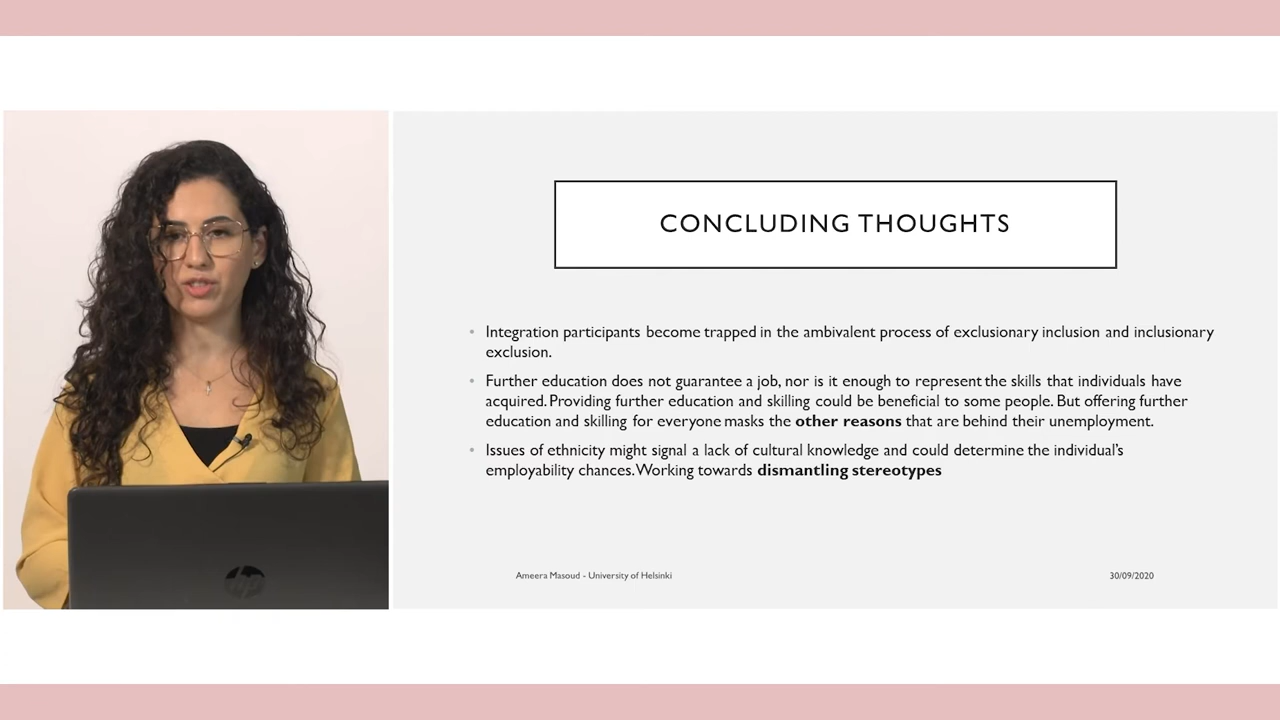 CONCLUDING THOUGHTS
• Integration participants become trapped in the ambivalent process of exclusionary inclusion and inclusionary
exclusion.
• Further education does not guarantee a job, nor is it enough to represent the skills that individuals have
acquired. Providing further education and skilling could be beneficial to some people. But offering further
education and skilling for everyone masks the other reasons that are behind their unemployment.
• Issues of ethnicity might signal a lack of cultural knowledge and could determine the individual's
employability chances. Working towards dismantling stereotypes
Ameera Masoud - University of Helsinki
30/09/2020
hp